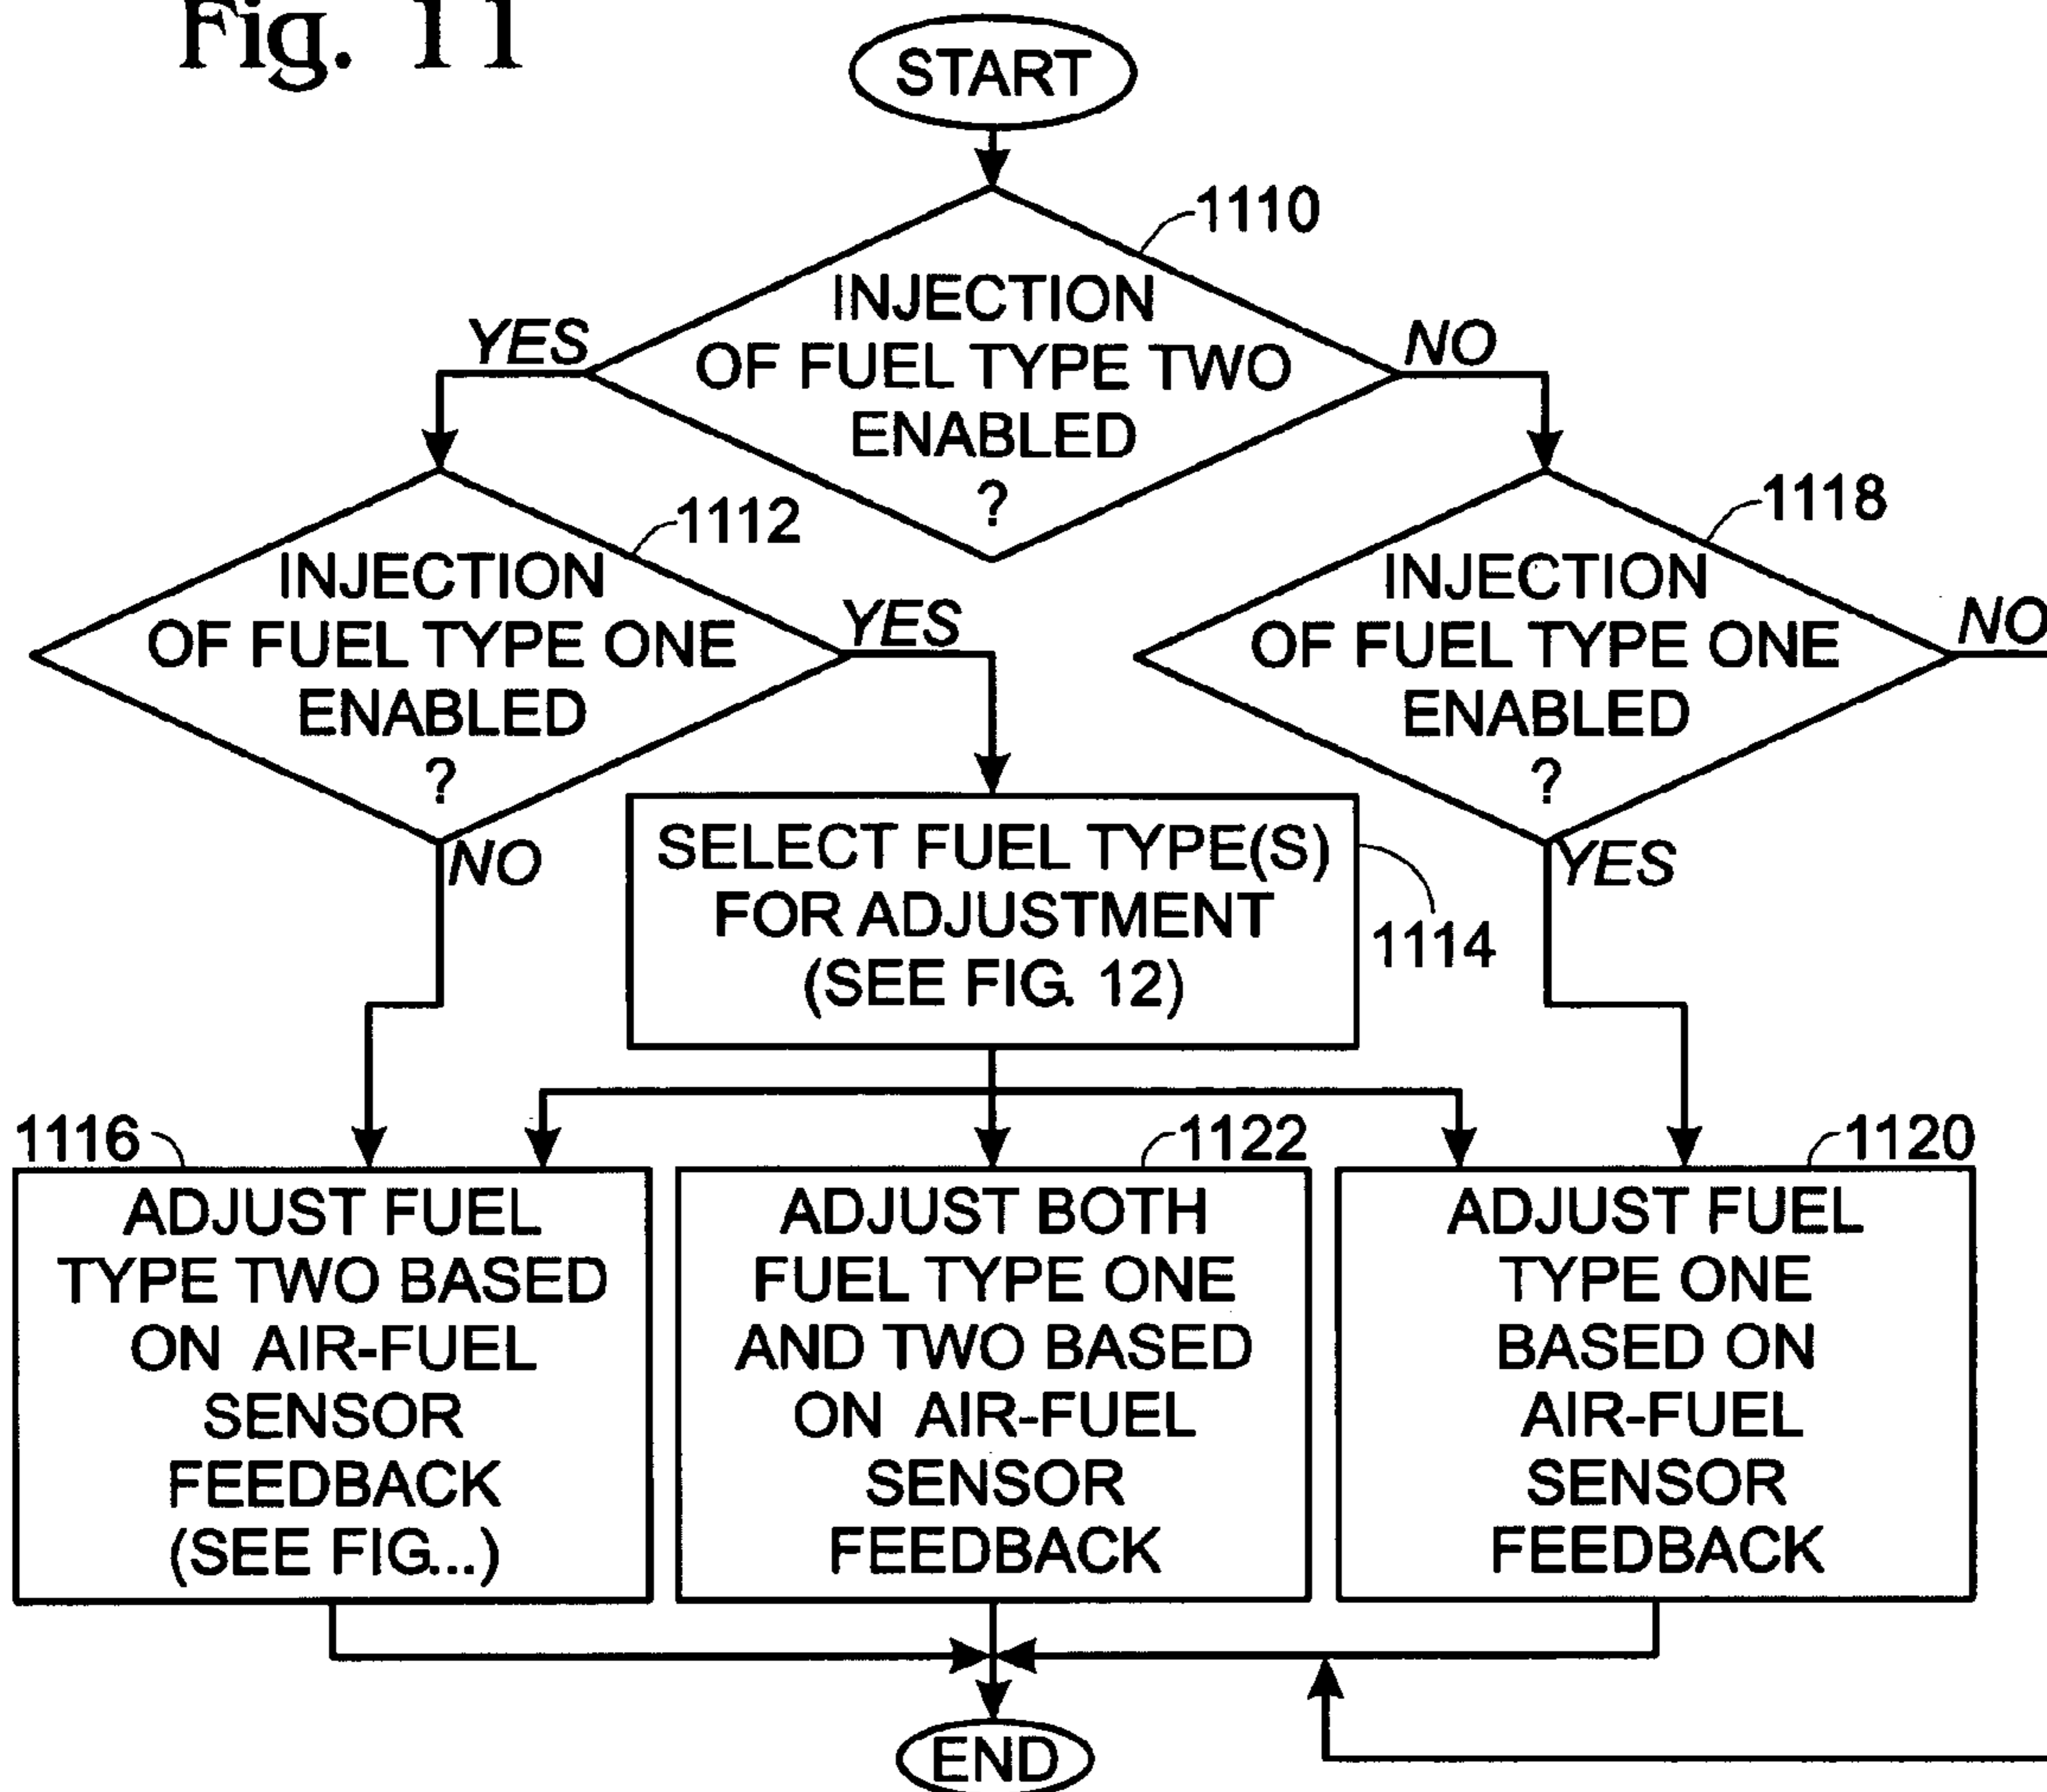 Fig. 11
START
1110
INJECTION
OF FUEL TYPE TWO
ENABLED
?
YES
NO
1112
INJECTION
OF FUEL TYPE ONE
ENABLED
?
YES
NO
1118
INJECTION
OF FUEL TYPE ONE
ENABLED
?
NO
YES
SELECT FUEL TYPE(S)
FOR ADJUSTMENT
(SEE FIG. 12)
1114
1116
ADJUST FUEL
TYPE TWO BASED
ON AIR-FUEL
SENSOR
FEEDBACK
(SEE FIG...)
1122
ADJUST BOTH
FUEL TYPE ONE
AND TWO BASED
ON AIR-FUEL
SENSOR
FEEDBACK
1120
ADJUST FUEL
TYPE ONE
BASED ON
AIR-FUEL
SENSOR
FEEDBACK
END